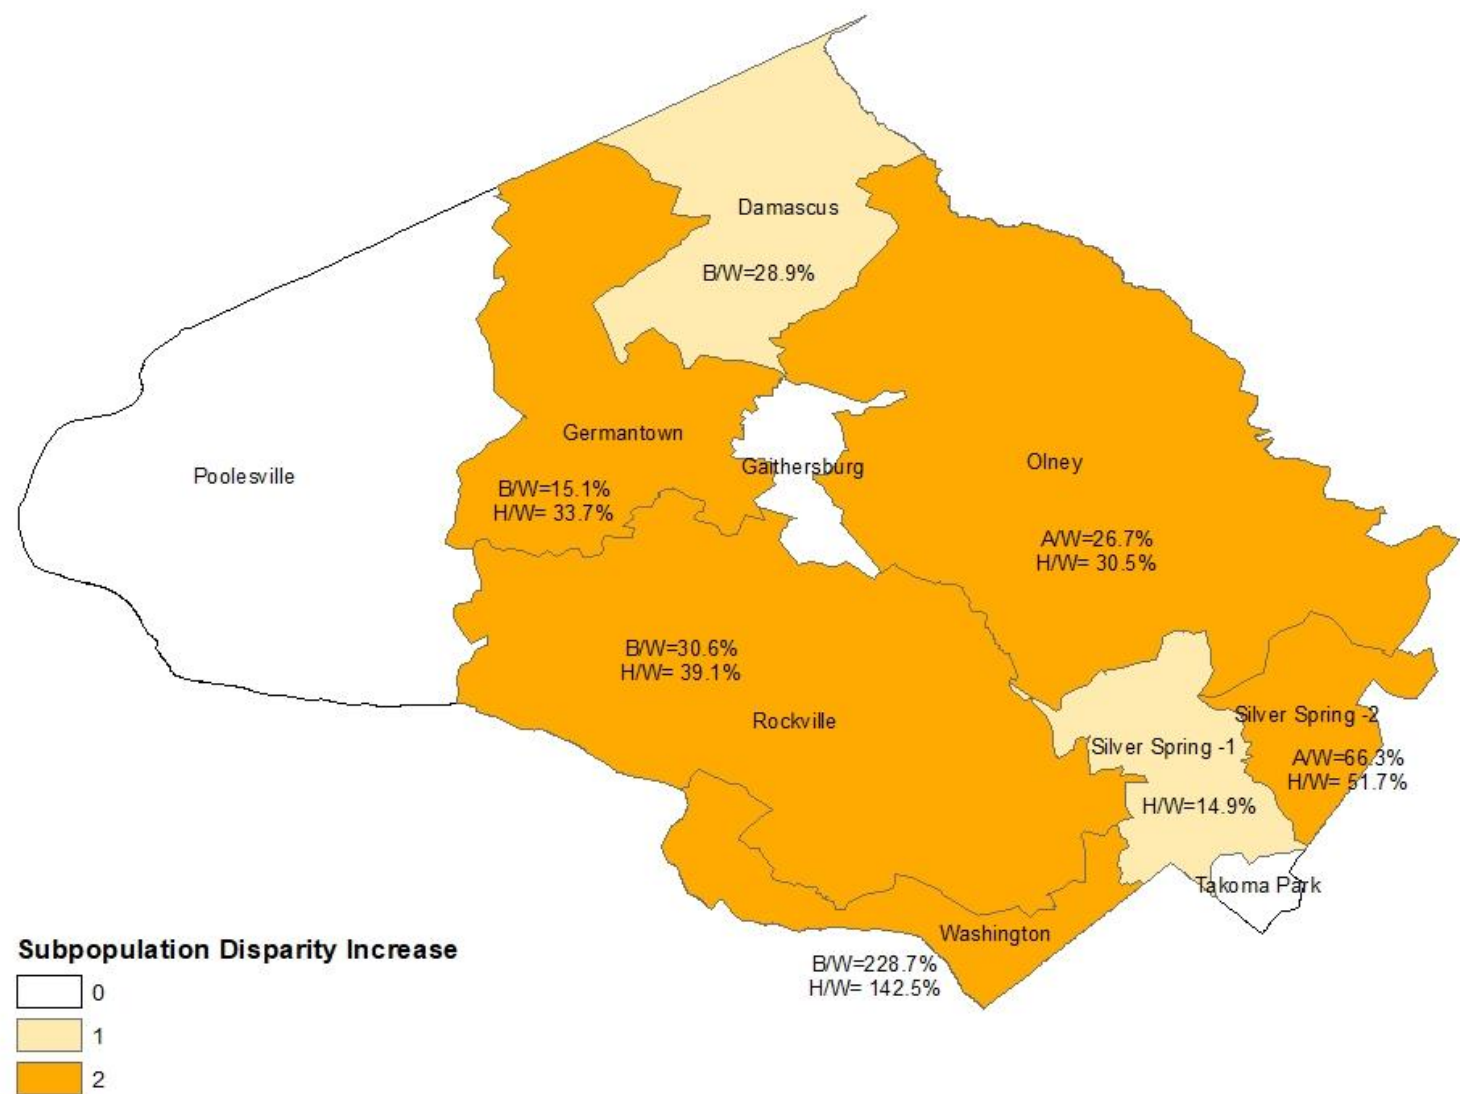 Damascus
B/W=28.9%
Germantown
B/W=15.1%
H/W= 33.7%
Gaithersburg
Poolesville
Olney
A/W=26.7%
H/W= 30.5%
B/W=30.6%
H/W= 39.1%
Rockville
Silver Spring -2
A/W=66.3%
H/W= 51.7%
Silver Spring -1
H/W=14.9%
Takoma Park
Washington
B/W=228.7%
H/W= 142.5%
Subpopulation Disparity Increase
0
1
2